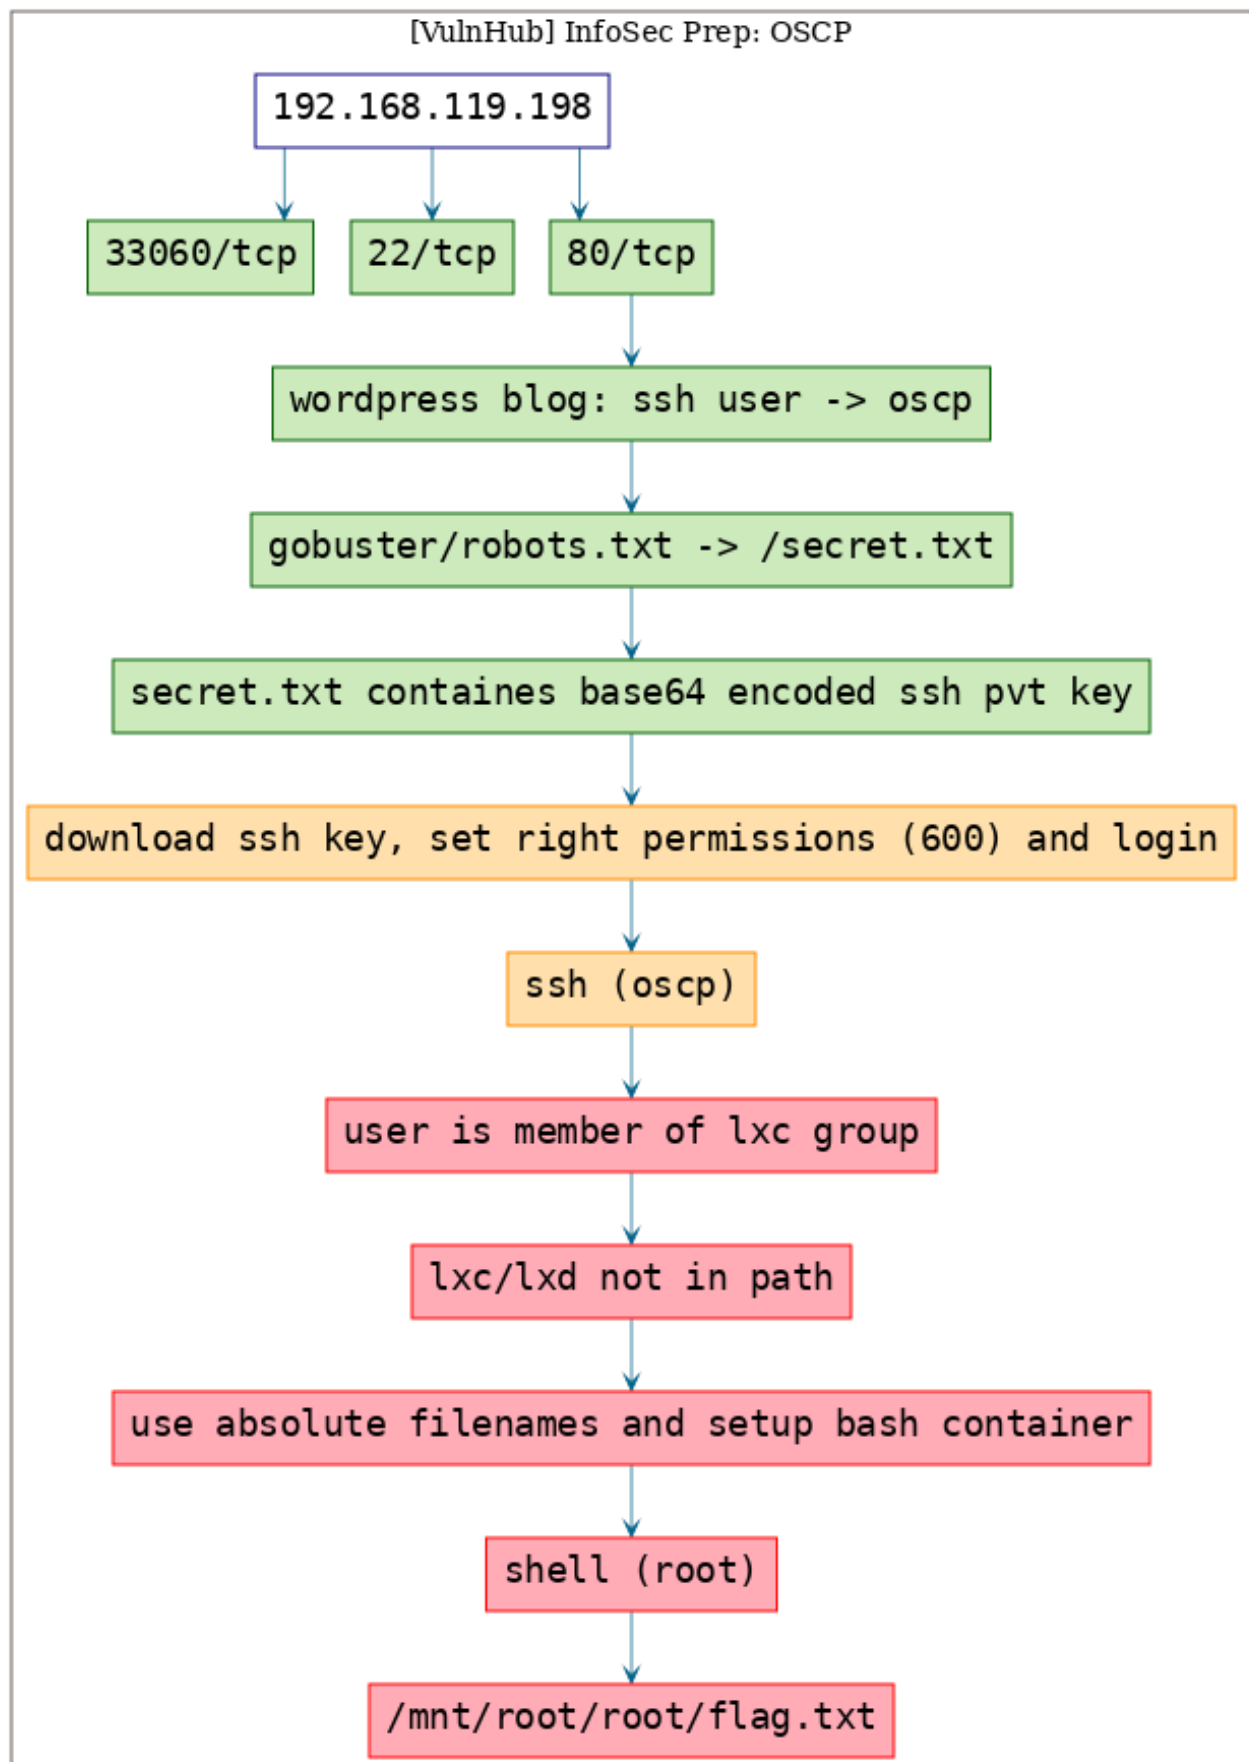 [VulnHub] InfoSec Prep: OSCP
192.168.119.198
33060/tcp
22/tcp
80/tcp
wordpress blog: ssh user -> oscp
gobuster/robots.txt -> /secret.txt
secret.txt containes base64 encoded ssh pvt key
download ssh key, set right permissions (600) and login
ssh (oscp)
user is member of lxc group
lxc/lxd not in path
use absolute filenames and setup bash container
shell (root)
/mnt/root/root/flag.txt